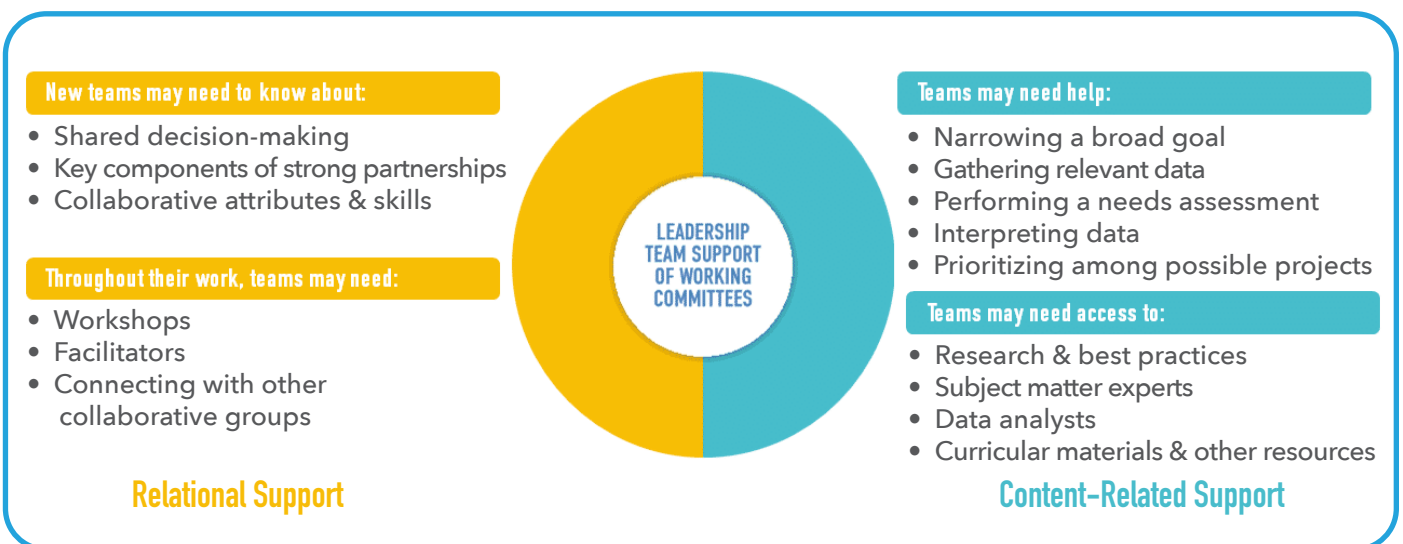 New teams may need to know about:
• Shared decision-making
• Key components of strong partnerships
• Collaborative attributes & skills
Throughout their work, teams may need:
• Workshops
• Facilitators
• Connecting with other
collaborative groups
Relational Support
LEADERSHIP
TEAM SUPPORT
OF WORKING
COMMITTEES
Teams may need help:
• Narrowing a broad goal
• Gathering relevant data
• Performing a needs assessment
• Interpreting data
• Prioritizing among possible projects
Teams may need access to:
• Research & best practices
• Subject matter experts
• Data analysts
• Curricular materials & other resources
Content-Related Support